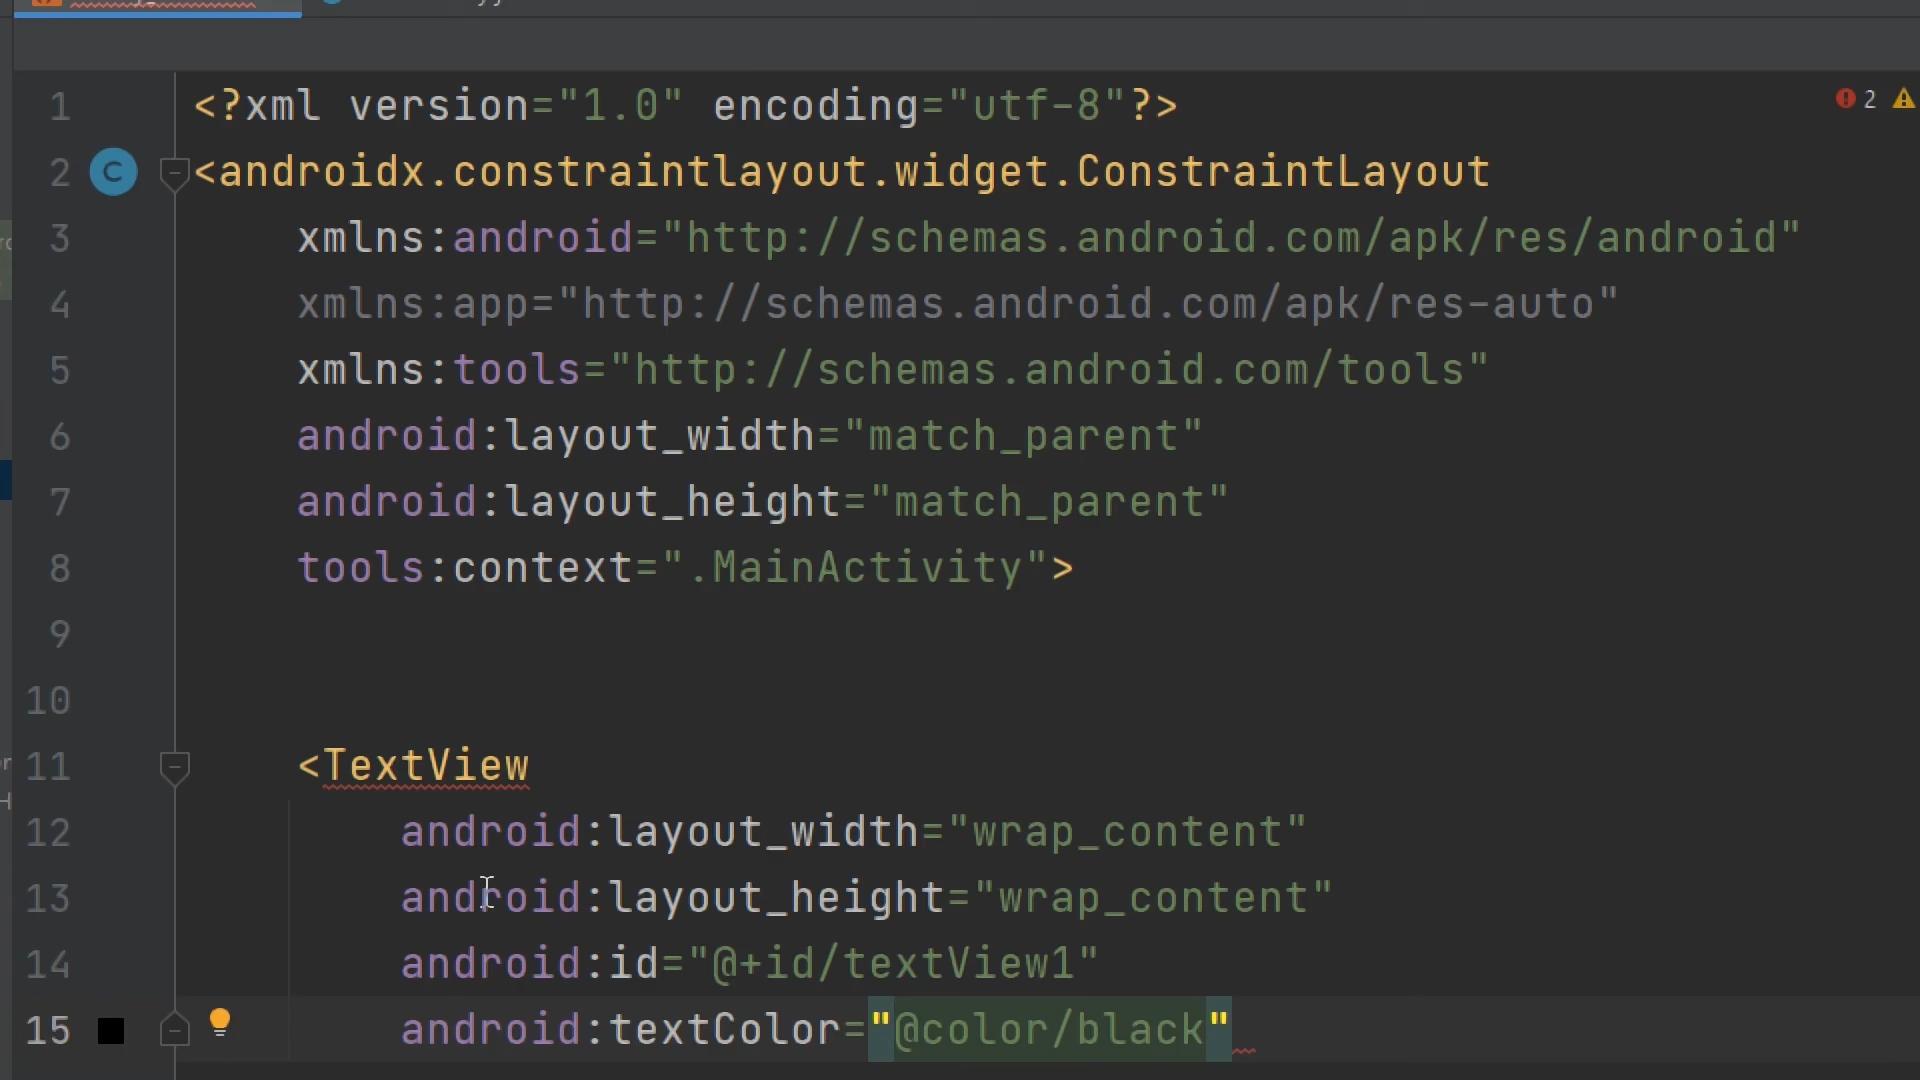 1 <?xml version="1.0" encoding="utf-8"?> 2
2 C <androidx.constraintlayout.widget.ConstraintLayout
3 xmlns:android="http://schemas.android.com/apk/res/android"
4 xmlns:app="http://schemas.android.com/apk/res-auto"
5 xmlns:tools="http://schemas.android.com/tools"
6 android:layout_width="match_parent"
7 android:layout_height="match_parent"
8 tools:context=".MainActivity">
9
10
11 <TextView
12 android:layout_width="wrap_content"
13 android:layout_height="wrap_content"
14 android:id="@+id/textView1"
15 android:textColor="@color/black"